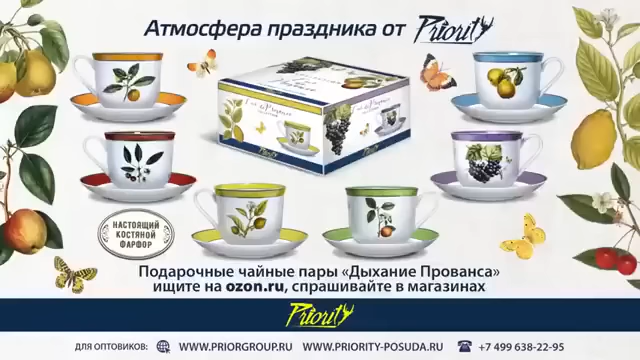 Атмосфера праздника от Priority
Priority
НАСТОЯЩИЙ
КОСТЯНОЙ
ФАРФОР
Подарочные чайные пары «Дыхание Прованса»
ищите на ozon.ru, спрашивайте в магазинах
Priority
ДЛЯ ОПТОВИКОВ: WWW.PRIORGROUP.RU WWW.PRIORITY-POSUDA.RU +7 499 638-22-95